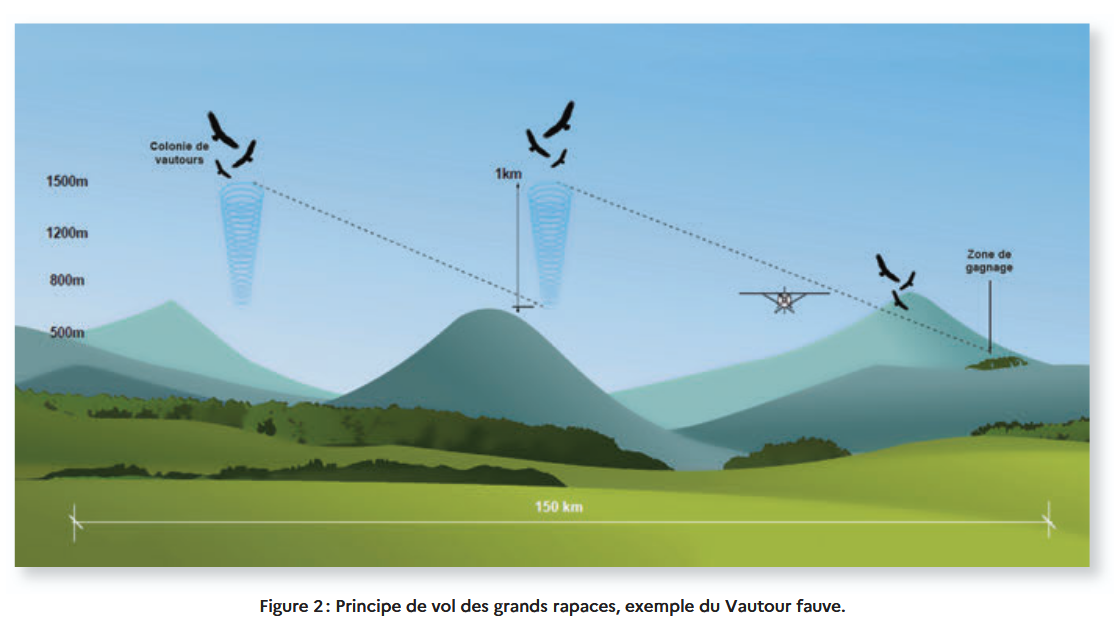 Colonie de
vautours
1500m
1200m
800m
500m
1km
Zone de
gagnage
150 km
Figure 2 : Principe de vol des grands rapaces, exemple du Vautour fauve.